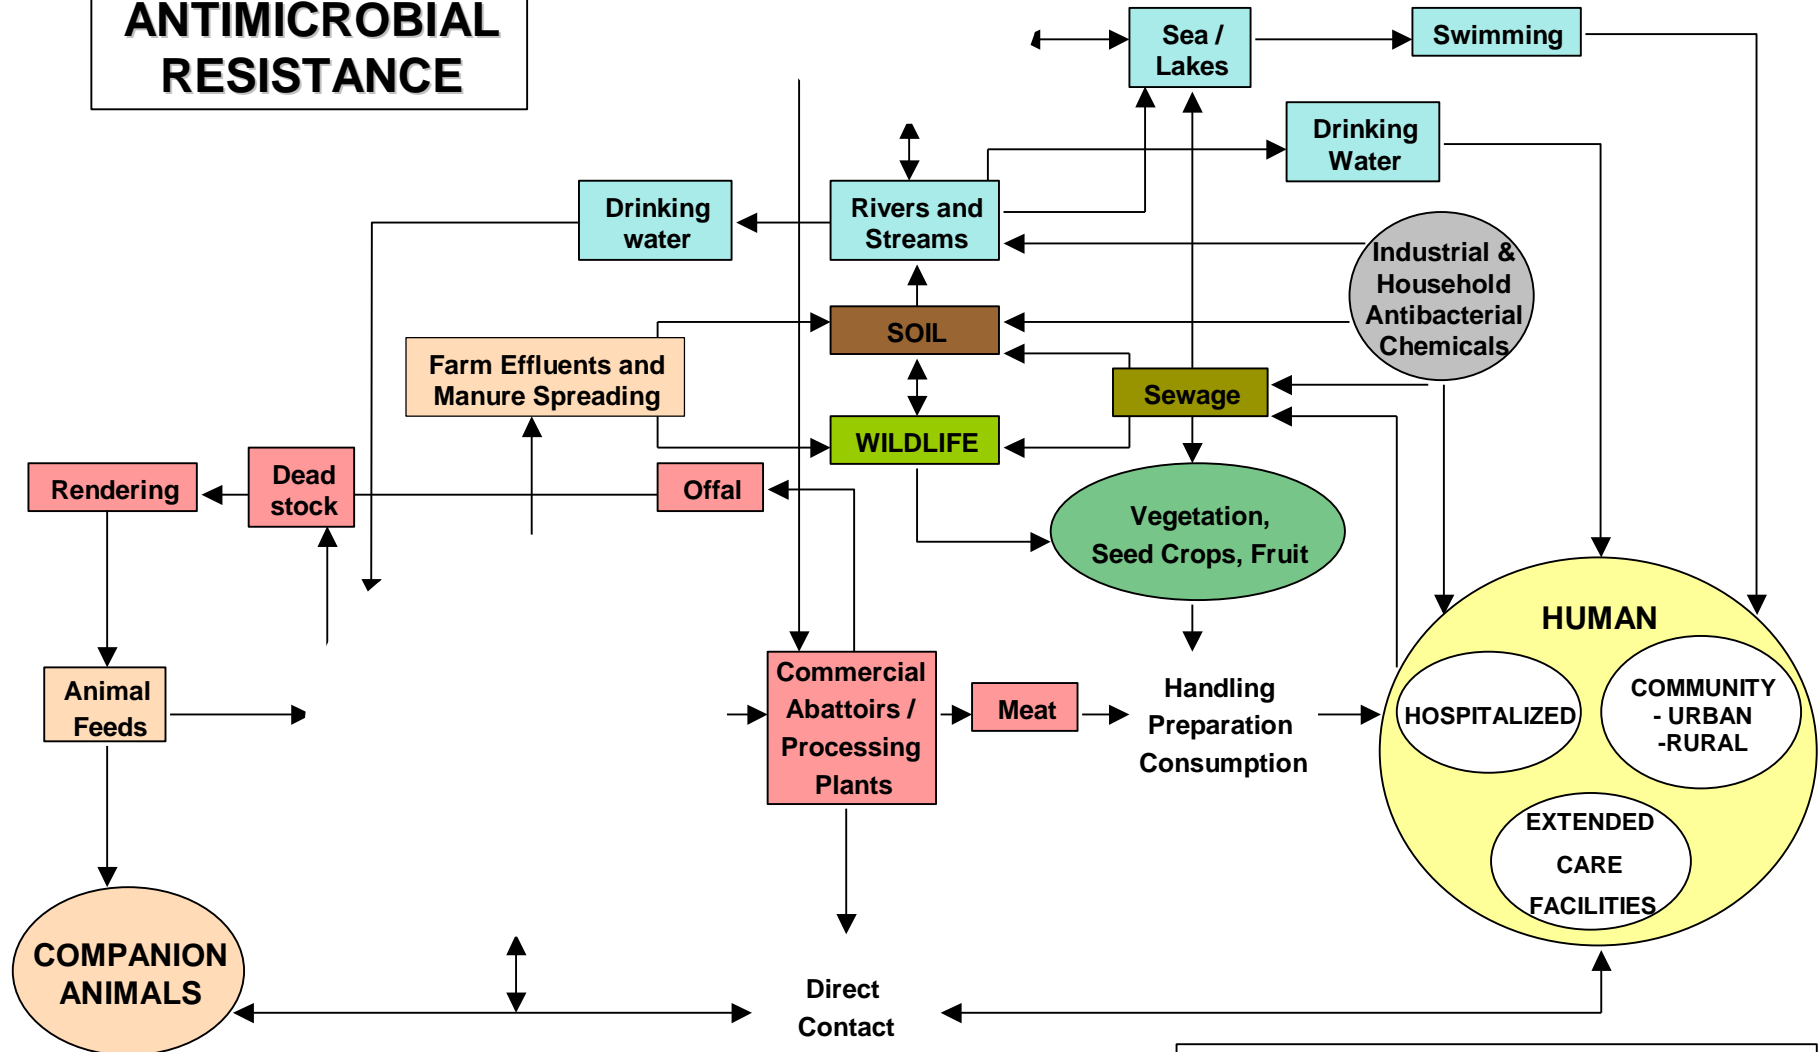 ANTIMICROBIAL
RESISTANCE
Sea /
Lakes
Swimming
Drinking
Water
Drinking
water
Rivers and
Streams
Industrial &
Household
Antibacterial
Chemicals
SOIL
Farm Effluents and
Manure Spreading
Sewage
WILDLIFE
Rendering
Dead
stock
Offal
Vegetation,
Seed Crops, Fruit
HUMAN
Animal
Feeds
Commercial
Abattoirs /
Processing
Plants
Meat
Handling
Preparation
Consumption
HOSPITALIZED
COMMUNITY
- URBAN
-RURAL
EXTENDED
CARE
FACILITIES
COMPANION
ANIMALS
Direct
Contact